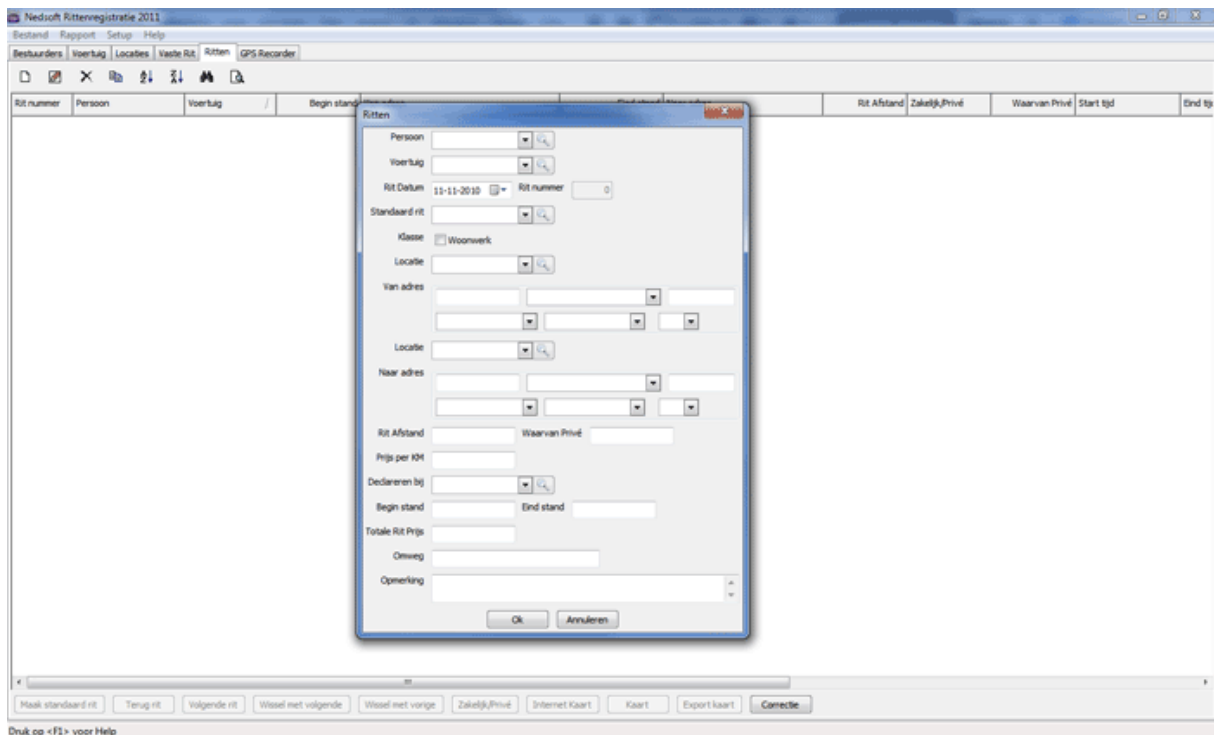 Nedsoft Rittenregistratie 2011
Bestand Rapport Setup Help
Bestuurders Voertuig Locaties Vaste Rit Ritten GPS Recorder
Rit nummer Persoon Voertuig / Begin stand Rit Afstand Zakelijk/Privé Waarvan Privé Start tijd Eind
Ritten
Persoon
Voertuig
Rit Datum 11-11-2010 Rit nummer 0
Standaard rit
Klasse Woonwerk
Locatie
Van adres
Locatie
Naar adres
Rit Afstand Waarvan Privé
Prijs per KM
Declareren bij
Begin stand Eind stand
Totale Rit Prijs
Omweg
Opmerking
Ok Annuleren
Maak standaard rit Terug rit Volgende rit Wissel met volgende Wissel met vorige Zakelijk/Privé Internet Kaart Kaart Export kaart Correctie
Druk op <F1> voor Help